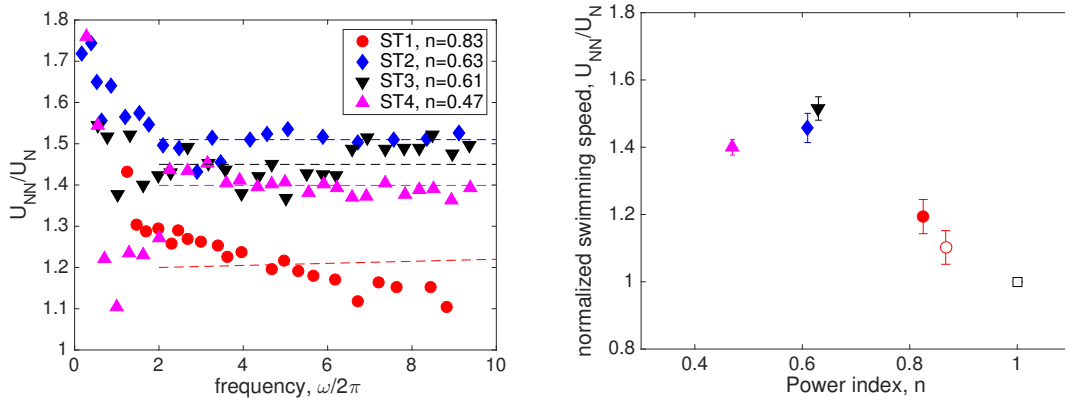 1.8
1.7
1.6
1.5
1.4
1.3
1.2
1.1
1
U_NN/U_N
0 2 4 6 8 10
frequency, ω/2π
ST1, n=0.83
ST2, n=0.63
ST3, n=0.61
ST4, n=0.47
1.8
1.6
1.4
1.2
1
0.8
normalized swimming speed, U_NN/U_N
0.4 0.6 0.8 1
Power index, n